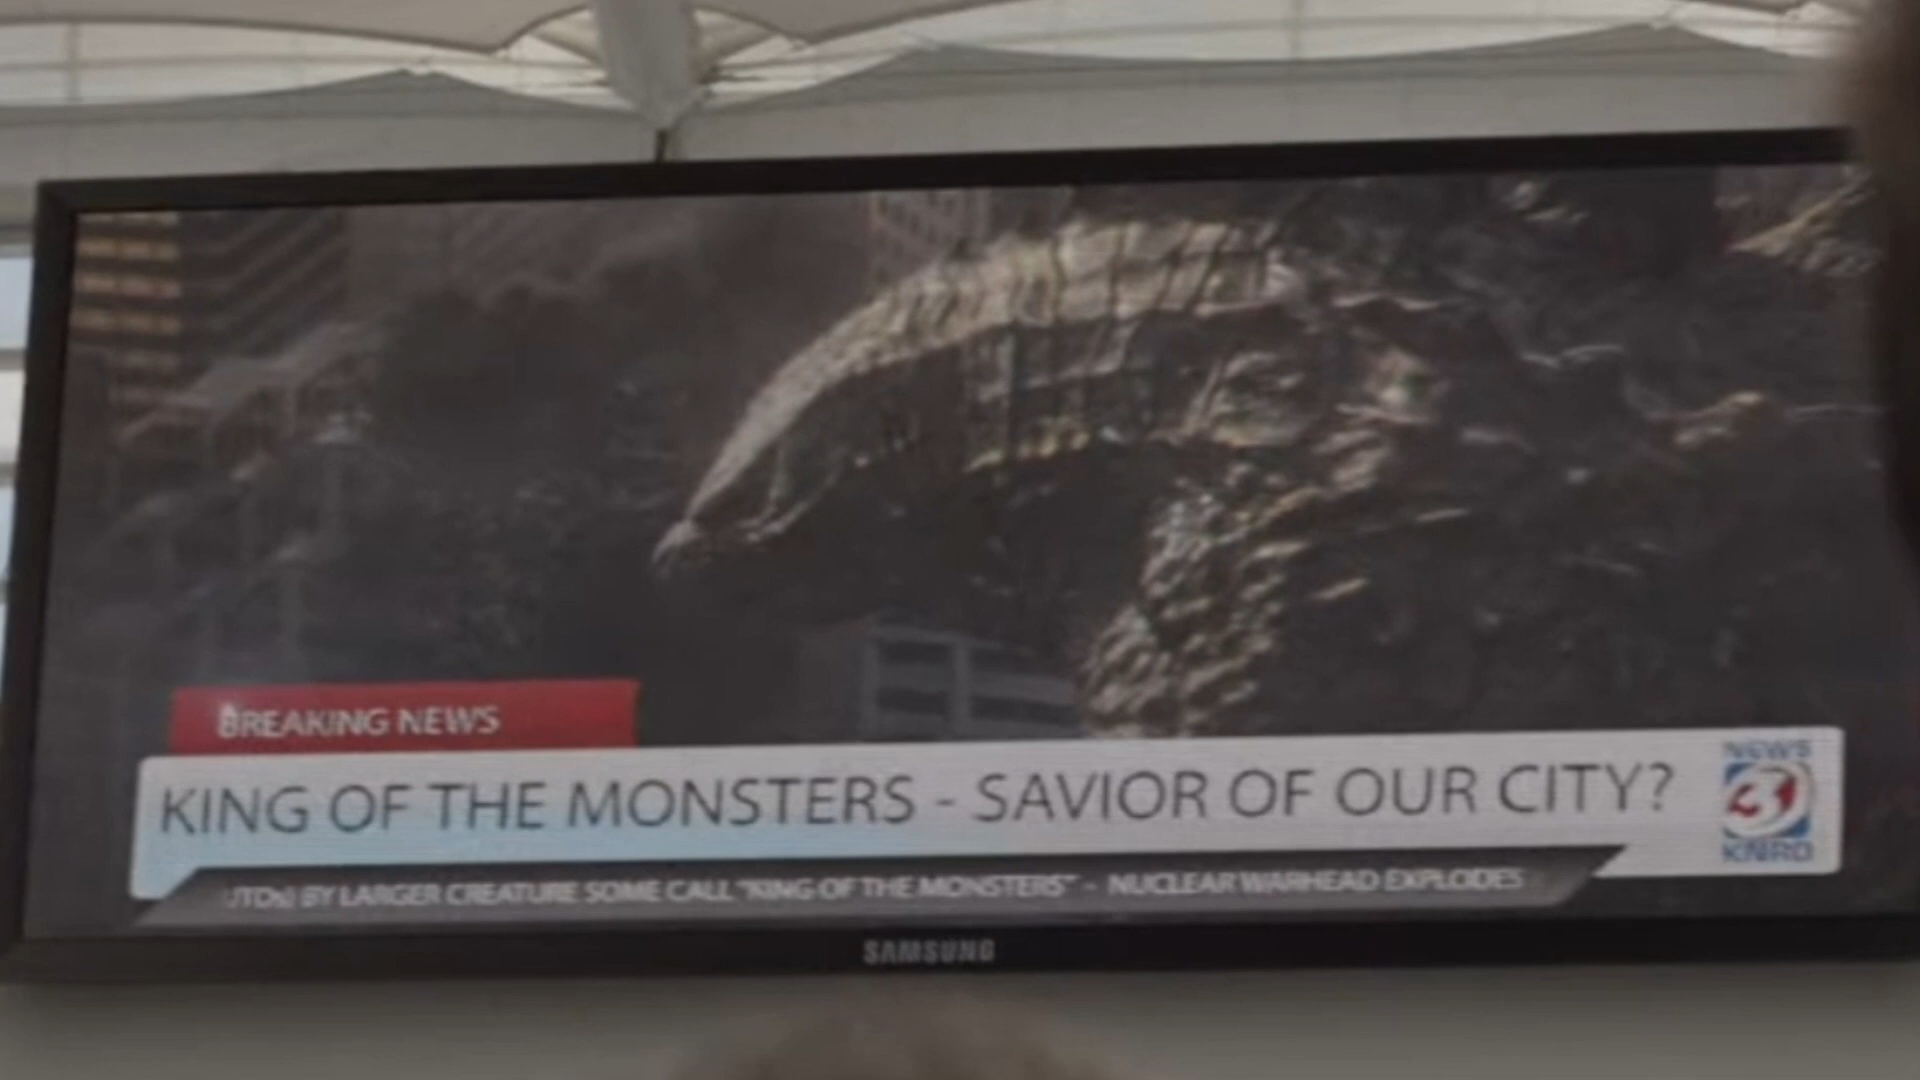 BREAKING NEWS
KING OF THE MONSTERS - SAVIOR OF OUR CITY?
NEWS
3
KNRD
BY LARGER CREATURE SOME CALL "KING OF THE MONSTERS" - NUCLEAR WARHEAD EXPLODES
SAMSUNG